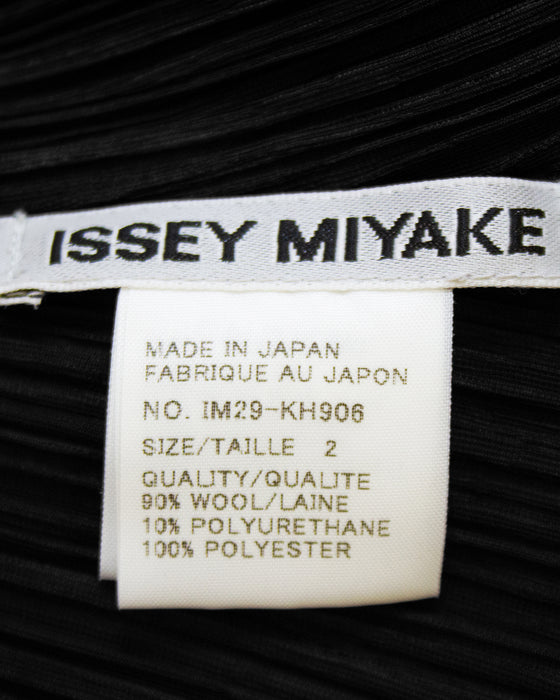 ISSEY MIYAKE
MADE IN JAPAN
FABRIQUE AU JAPON
NO. IM29-KH906
SIZE/TAILLE 2
QUALITY/QUALITE
90% WOOL/LAINE
10% POLYURETHANE
100% POLYESTER